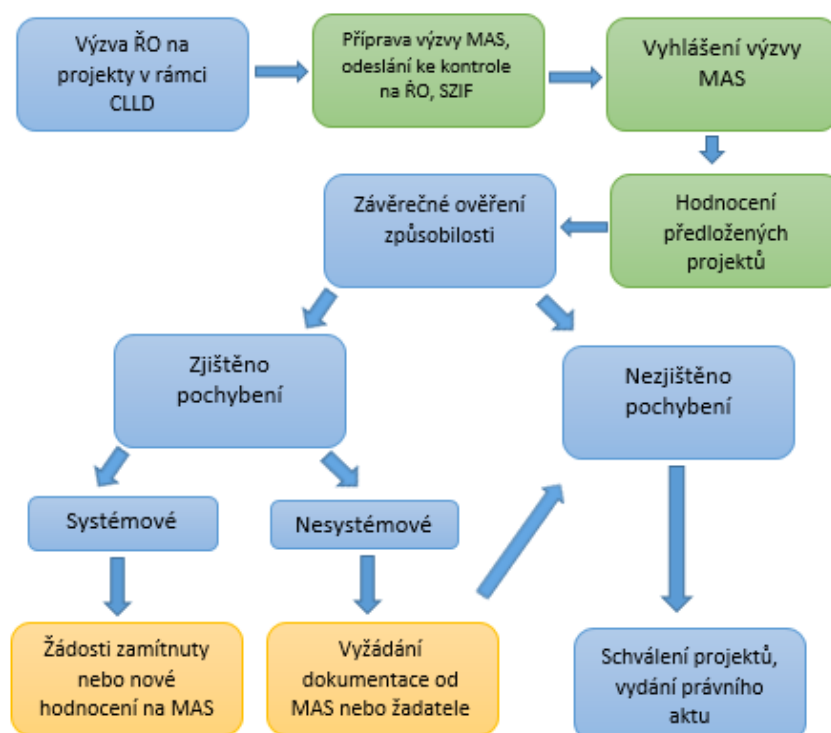 Výzva ŘO na
projekty v rámci
CLLD
Příprava výzvy MAS,
odeslání ke kontrole
na ŘO, SZIF
Vyhlášení výzvy
MAS
Hodnocení
předložených
projektů
Závěrečné ověření
způsobilosti
Zjištěno
pochybení
Nezjištěno
pochybení
Systémové
Nesystémové
Žádosti zamítnuty
nebo nové
hodnocení na MAS
Vyžádání
dokumentace od
MAS nebo žadatele
Schválení projektů,
vydání právního
aktu